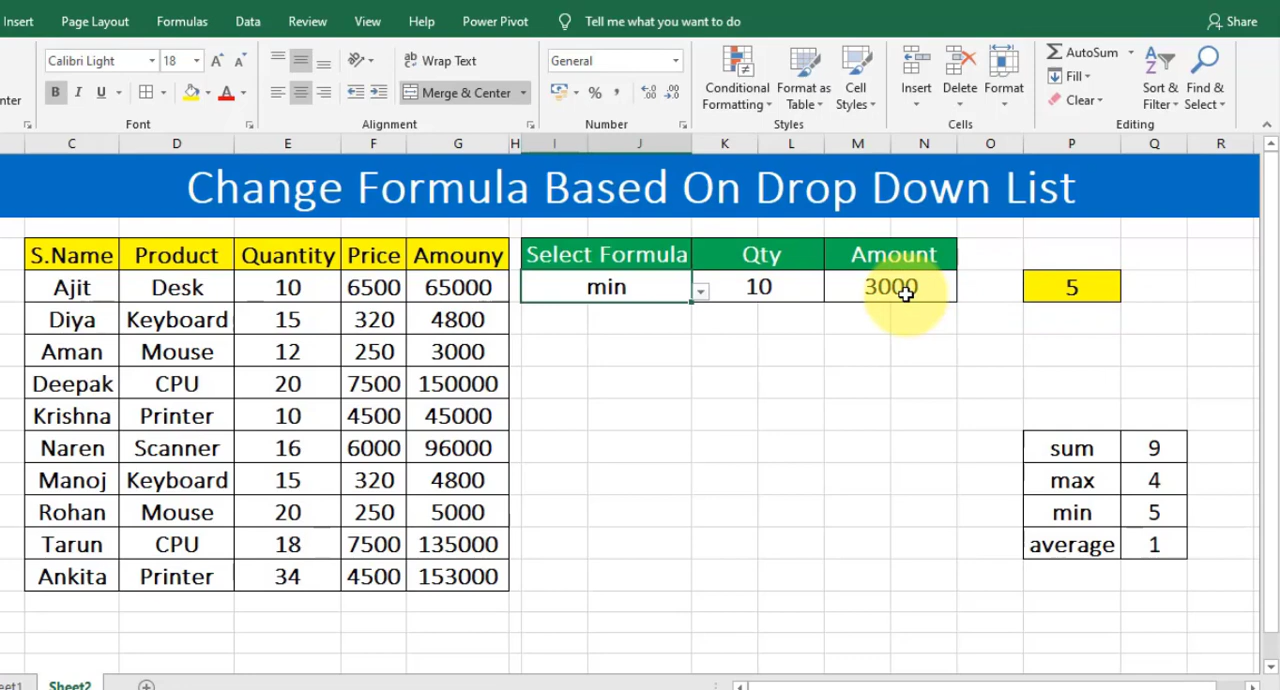 Insert Page Layout Formulas Data Review View Help Power Pivot Tell me what you want to do Share
Calibri Light 18 A A Wrap Text General AutoSum
nter B I U A Merge & Center % , Conditional Formatting Format as Table Cell Styles Insert Delete Format Fill Clear Sort & Filter Find & Select
Font Alignment Number Styles Cells Editing
C D E F G H I J K L M N O P Q R
Change Formula Based On Drop Down List
S.Name Product Quantity Price Amouny Select Formula Qty Amount
Ajit Desk 10 6500 65000 min 10 3000 5
Diya Keyboard 15 320 4800
Aman Mouse 12 250 3000
Deepak CPU 20 7500 150000
Krishna Printer 10 4500 45000
Naren Scanner 16 6000 96000 sum 9
Manoj Keyboard 15 320 4800 max 4
Rohan Mouse 20 250 5000 min 5
Tarun CPU 18 7500 135000 average 1
Ankita Printer 34 4500 153000
eet1 Sheet2